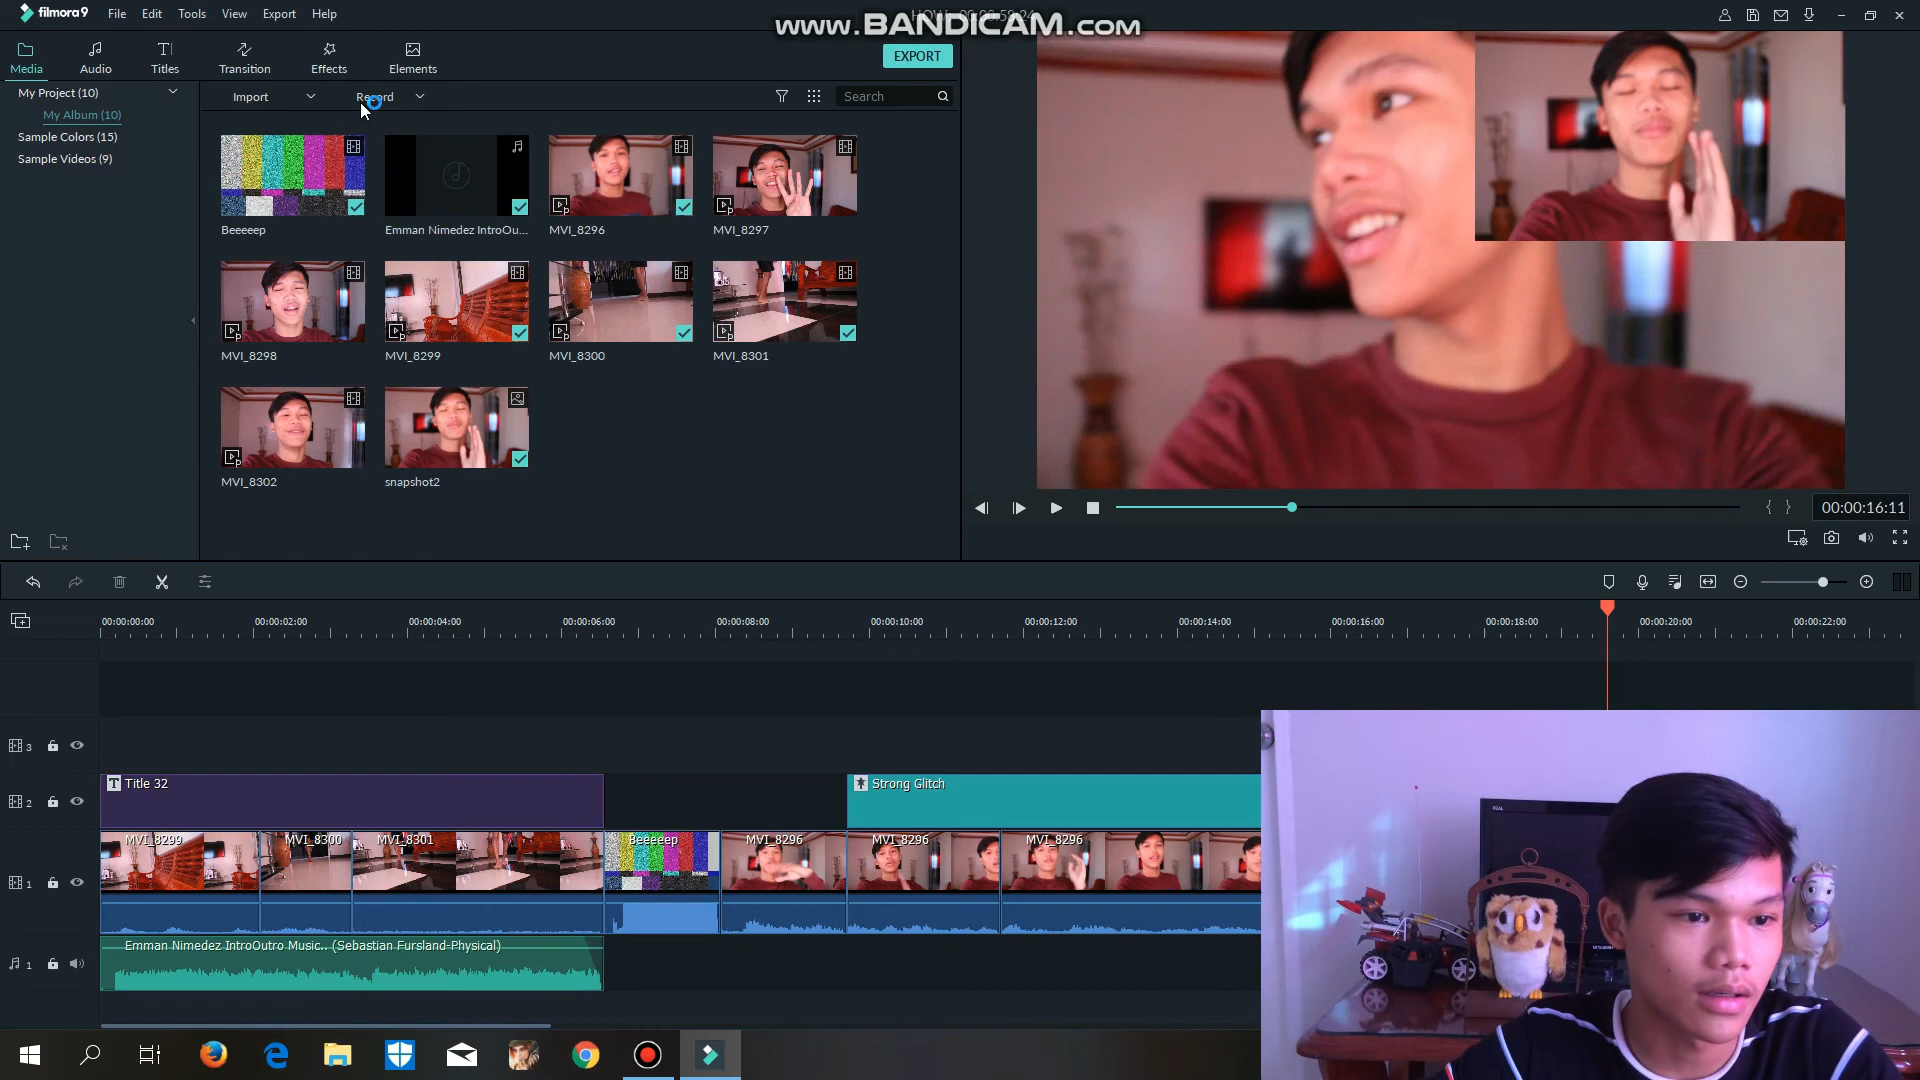 filmora9
File Edit Tools View Export Help
www.BANDICAM.com
Media Audio Titles Transition Effects Elements
EXPORT
My Project (10)
My Album (10)
Sample Colors (15)
Sample Videos (9)
Import Record Search
Beeeeep
Emman Nimedez IntroOu...
MVI_8296
MVI_8297
MVI_8298
MVI_8299
MVI_8300
MVI_8301
MVI_8302
snapshot2
00:00:16:11
00:00:00:00 00:00:02:00 00:00:04:00 00:00:06:00 00:00:08:00 00:00:10:00 00:00:12:00 00:00:14:00 00:00:16:00 00:00:18:00 00:00:20:00 00:00:22:00
3
2
Title 32
Strong Glitch
1
MVI_8299 MVI_8300 MVI_8301 Beeeeep MVI_8296 MVI_8296 MVI_8296
1
Emman Nimedez IntroOutro Music.. (Sebastian Fursland-Physical)